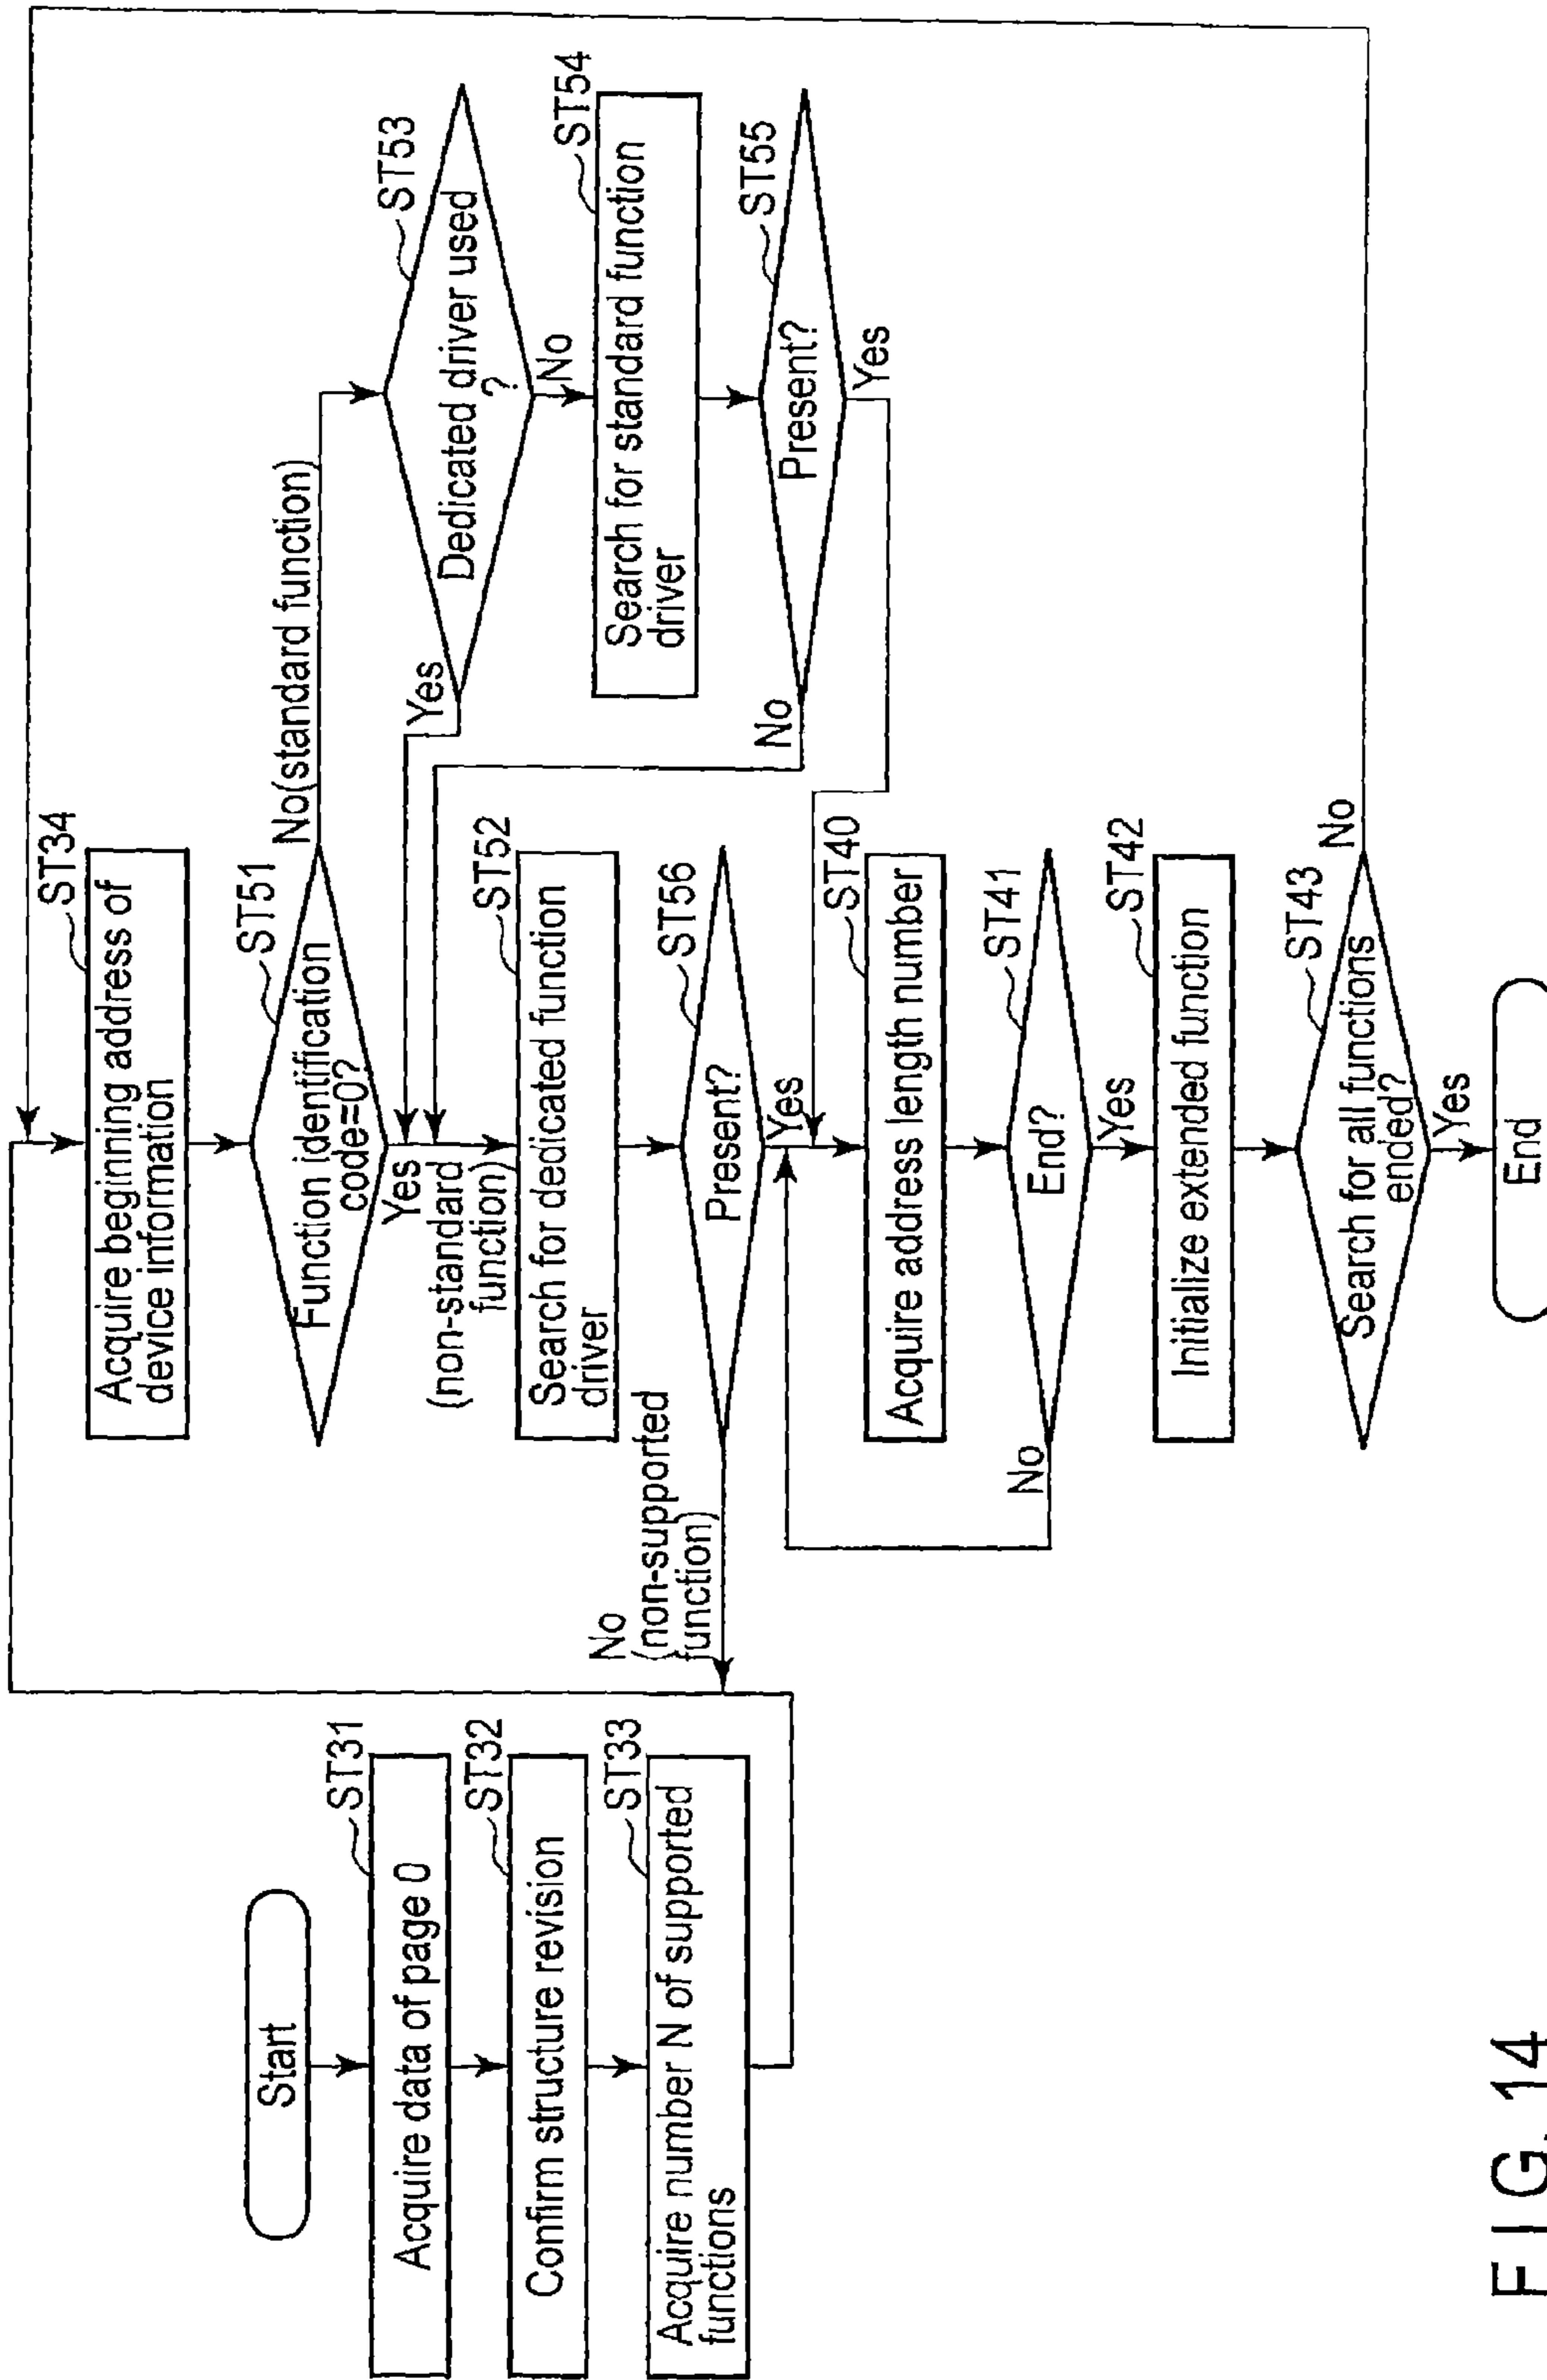 Start
ST31
Acquire data of page 0
ST32
Confirm structure revision
ST33
Acquire number N of supported
functions
ST34
Acquire beginning address of
device information
ST51
Function identification
code=0?
No(standard function)
Yes
(non-standard
function)
ST53
Dedicated driver used
?
Yes
No
ST54
Search for standard function
driver
ST55
Present?
No
Yes
ST52
Search for dedicated function
driver
ST56
Present?
No
(non-supported
function)
Yes
ST40
Acquire address length number
ST41
End?
No
Yes
ST42
Initialize extended function
ST43
Search for all functions
ended?
No
Yes
End
FIG. 14